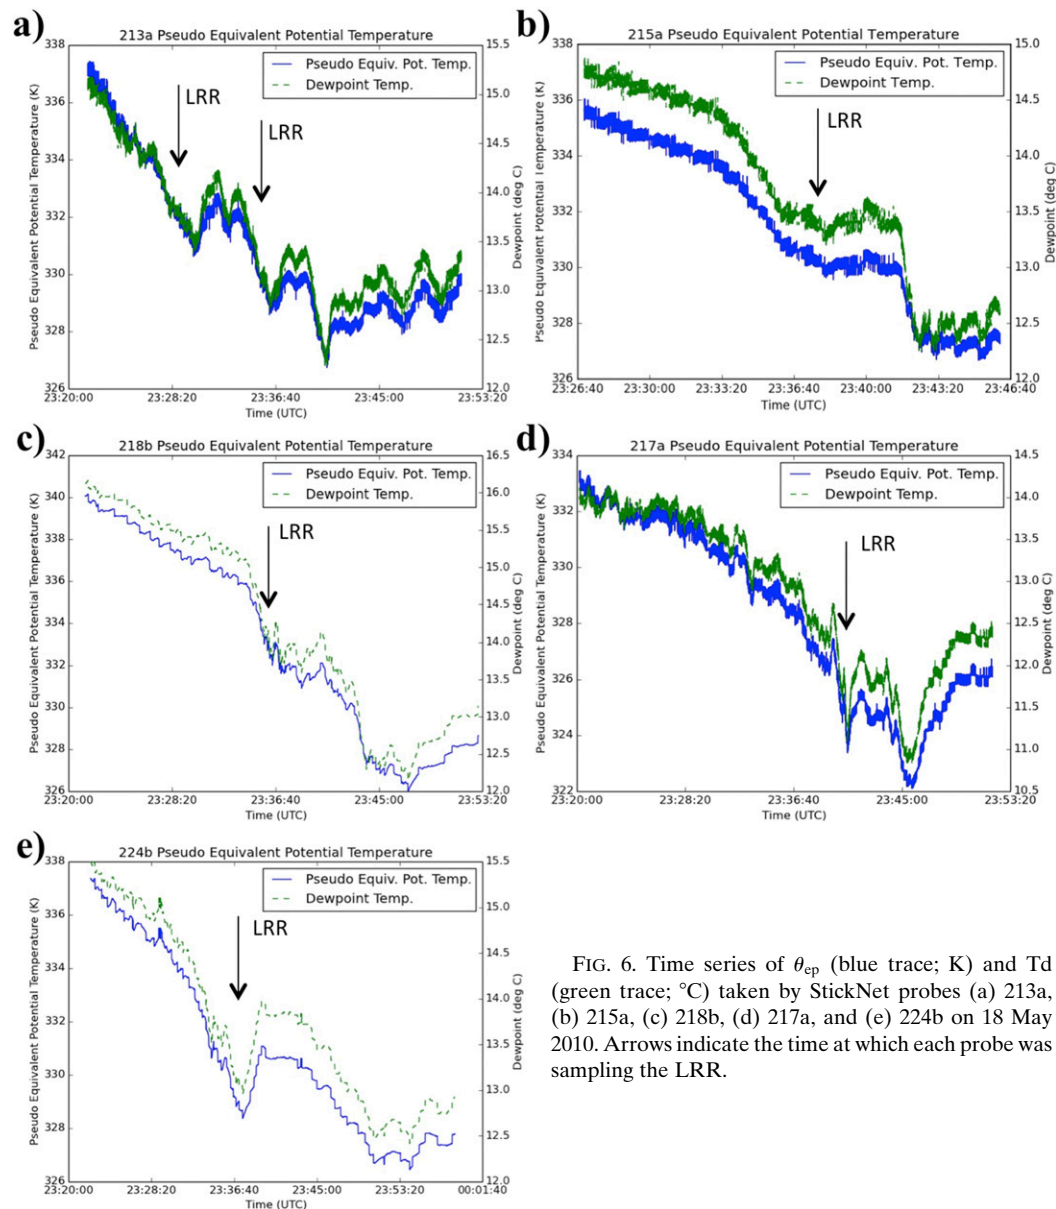 a)
213a Pseudo Equivalent Potential Temperature
Pseudo Equiv. Pot. Temp.
Dewpoint Temp.
LRR
LRR
338
336
334
332
330
328
326
Pseudo Equivalent Potential Temperature (K)
15.5
15.0
14.5
14.0
13.5
13.0
12.5
12.0
Dewpoint (deg C)
23:20:00 23:28:20 23:36:40 23:45:00 23:53:20
Time (UTC)
b)
215a Pseudo Equivalent Potential Temperature
Pseudo Equiv. Pot. Temp.
Dewpoint Temp.
LRR
338
336
334
332
330
328
326
Pseudo Equivalent Potential Temperature (K)
15.0
14.5
14.0
13.5
13.0
12.5
12.0
Dewpoint (deg C)
23:26:40 23:30:00 23:33:20 23:36:40 23:40:00 23:43:20 23:46:40
Time (UTC)
c)
218b Pseudo Equivalent Potential Temperature
Pseudo Equiv. Pot. Temp.
Dewpoint Temp.
LRR
342
340
338
336
334
332
330
328
326
Pseudo Equivalent Potential Temperature (K)
16.5
16.0
15.5
15.0
14.5
14.0
13.5
13.0
12.5
12.0
Dewpoint (deg C)
23:20:00 23:28:20 23:36:40 23:45:00 23:53:20
Time (UTC)
d)
217a Pseudo Equivalent Potential Temperature
Pseudo Equiv. Pot. Temp.
Dewpoint Temp.
LRR
334
332
330
328
326
324
322
Pseudo Equivalent Potential Temperature (K)
14.5
14.0
13.5
13.0
12.5
12.0
11.5
11.0
10.5
Dewpoint (deg C)
23:20:00 23:28:20 23:36:40 23:45:00 23:53:20
Time (UTC)
e)
224b Pseudo Equivalent Potential Temperature
Pseudo Equiv. Pot. Temp.
Dewpoint Temp.
LRR
338
336
334
332
330
328
326
Pseudo Equivalent Potential Temperature (K)
15.5
15.0
14.5
14.0
13.5
13.0
12.5
12.0
Dewpoint (deg C)
23:20:00 23:28:20 23:36:40 23:45:00 23:53:20 00:01:40
Time (UTC)
FIG. 6. Time series of θep (blue trace; K) and Td
(green trace; °C) taken by StickNet probes (a) 213a,
(b) 215a, (c) 218b, (d) 217a, and (e) 224b on 18 May
2010. Arrows indicate the time at which each probe was
sampling the LRR.